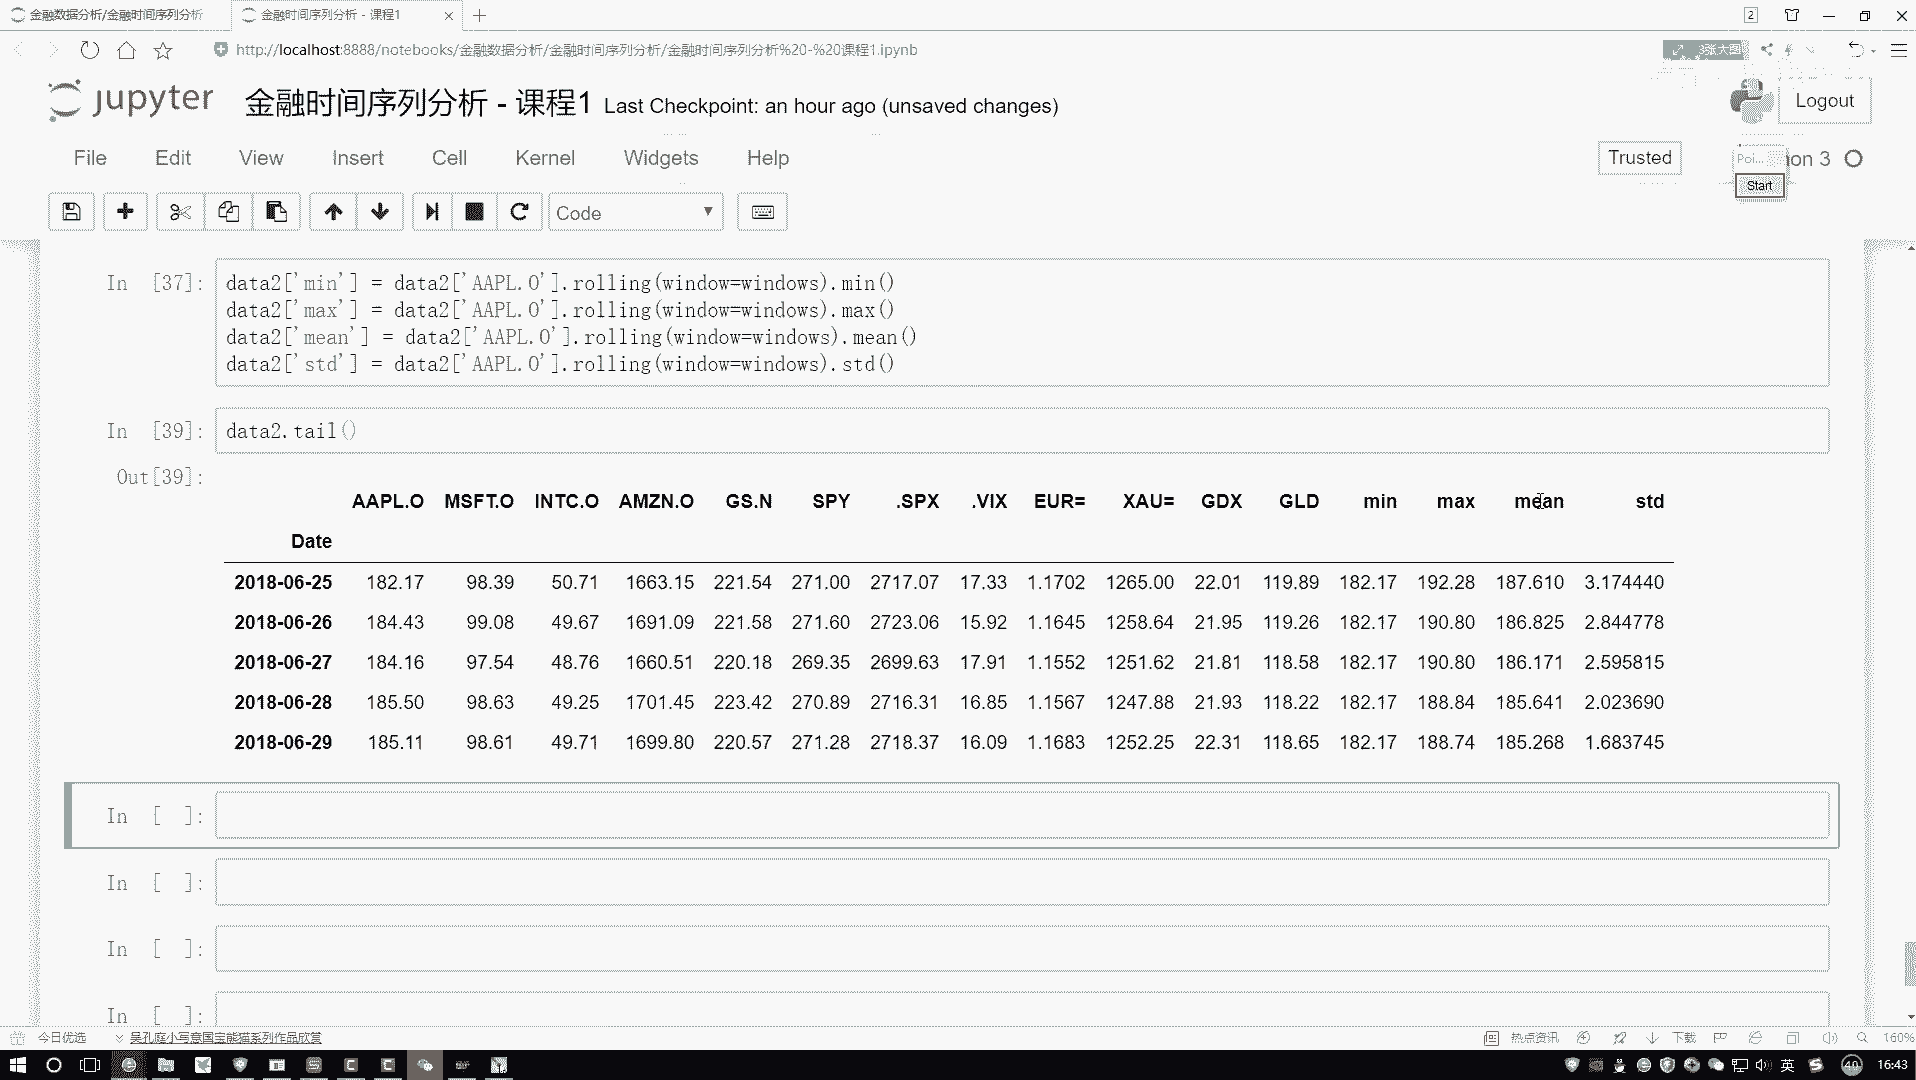 金融数据分析/金融时间序列分析
金融时间序列分析 - 课程1
2
http://localhost:8888/notebooks/金融数据分析/金融时间序列分析/金融时间序列分析%20-%20课程1.ipynb
3张大图
jupyter 金融时间序列分析 - 课程1 Last Checkpoint: an hour ago (unsaved changes)
Logout
File Edit View Insert Cell Kernel Widgets Help
Trusted
Poi...
on 3
Start
Code
In [37]:
data2['min'] = data2['AAPL.O'].rolling(window=windows).min()
data2['max'] = data2['AAPL.O'].rolling(window=windows).max()
data2['mean'] = data2['AAPL.O'].rolling(window=windows).mean()
data2['std'] = data2['AAPL.O'].rolling(window=windows).std()
In [39]: data2.tail()
Out[39]:
AAPL.O MSFT.O INTC.O AMZN.O GS.N SPY .SPX .VIX EUR= XAU= GDX GLD min max mean std
Date
2018-06-25 182.17 98.39 50.71 1663.15 221.54 271.00 2717.07 17.33 1.1702 1265.00 22.01 119.89 182.17 192.28 187.610 3.174440
2018-06-26 184.43 99.08 49.67 1691.09 221.58 271.60 2723.06 15.92 1.1645 1258.64 21.95 119.26 182.17 190.80 186.825 2.844778
2018-06-27 184.16 97.54 48.76 1660.51 220.18 269.35 2699.63 17.91 1.1552 1251.62 21.81 118.58 182.17 190.80 186.171 2.595815
2018-06-28 185.50 98.63 49.25 1701.45 223.42 270.89 2716.31 16.85 1.1567 1247.88 21.93 118.22 182.17 188.84 185.641 2.023690
2018-06-29 185.11 98.61 49.71 1699.80 220.57 271.28 2718.37 16.09 1.1683 1252.25 22.31 118.65 182.17 188.74 185.268 1.683745
In [ ]:
In [ ]:
In [ ]:
In [ ]:
今日优选
吴孔庭小写意国宝熊猫系列作品欣赏
热点资讯
下载
160%
英
40
16:43